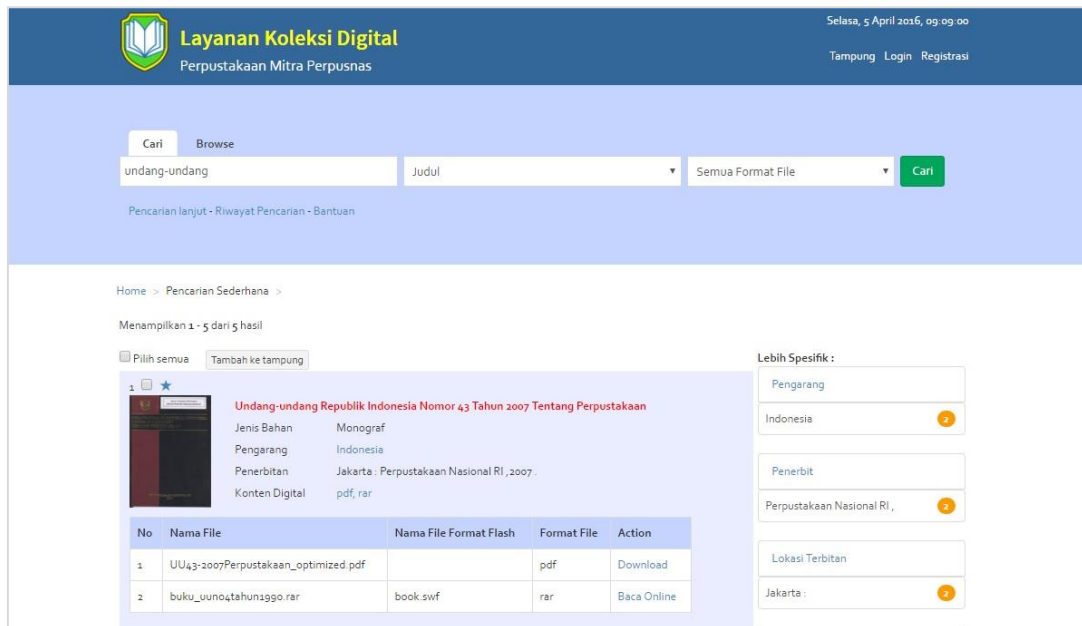 Selasa, 5 April 2016, 09:09:00
Layanan Koleksi Digital
Perpustakaan Mitra Perpusnas
Tampung Login Registrasi
Cari Browse
undang-undang Judul Semua Format File Cari
Pencarian lanjut - Riwayat Pencarian - Bantuan
Home > Pencarian Sederhana >
Menampilkan 1 - 5 dari 5 hasil
Pilih semua Tambah ke tampung
1
Undang-undang Republik Indonesia Nomor 43 Tahun 2007 Tentang Perpustakaan
Jenis Bahan Monograf
Pengarang Indonesia
Penerbitan Jakarta : Perpustakaan Nasional RI ,2007 .
Konten Digital pdf, rar
No Nama File Nama File Format Flash Format File Action
1 UU43-2007Perpustakaan_optimized.pdf pdf Download
2 buku_uuno4tahun1990.rar book.swf rar Baca Online
Lebih Spesifik :
Pengarang
Indonesia 2
Penerbit
Perpustakaan Nasional RI , 2
Lokasi Terbitan
Jakarta : 2